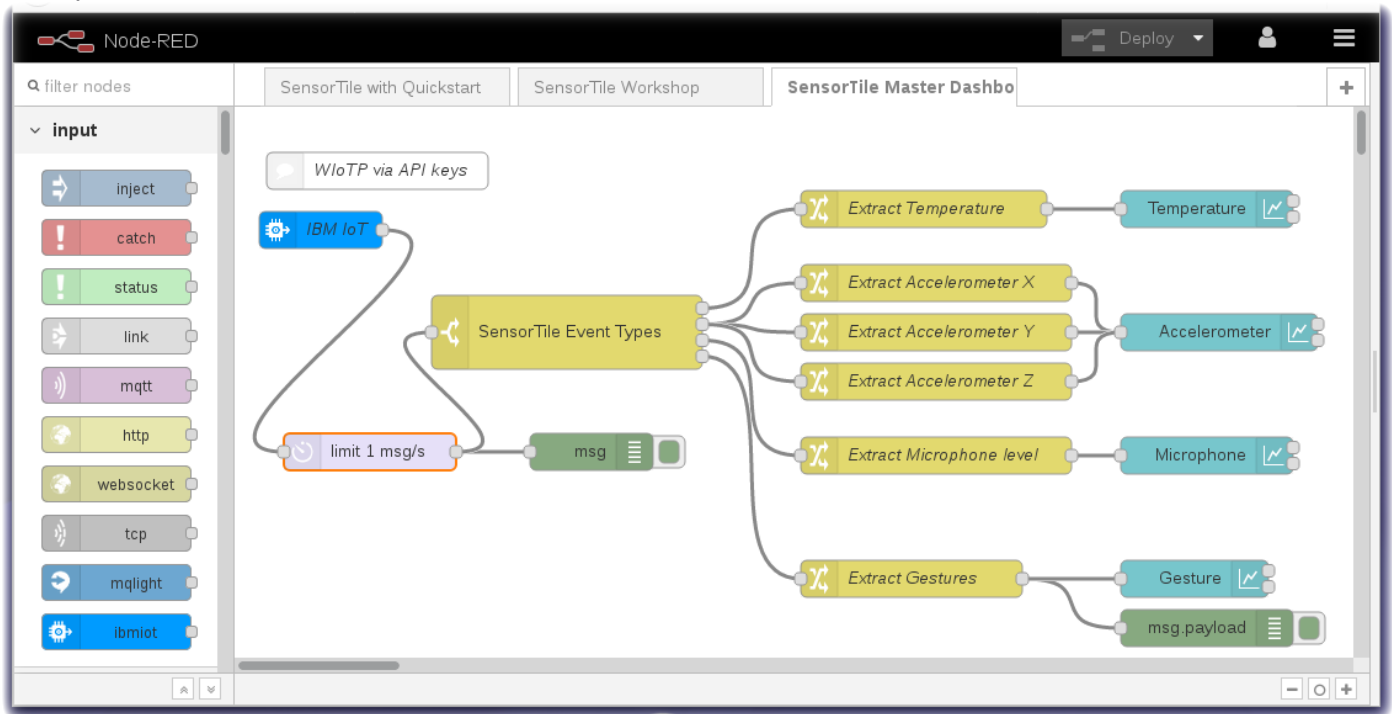 Node-RED
Deploy
filter nodes
SensorTile with Quickstart
SensorTile Workshop
SensorTile Master Dashbo
input
inject
catch
status
link
mqtt
http
websocket
tcp
mqlight
ibmiot
WIoTP via API keys
IBM IoT
limit 1 msg/s
msg
SensorTile Event Types
Extract Temperature
Temperature
Extract Accelerometer X
Extract Accelerometer Y
Extract Accelerometer Z
Accelerometer
Extract Microphone level
Microphone
Extract Gestures
Gesture
msg.payload